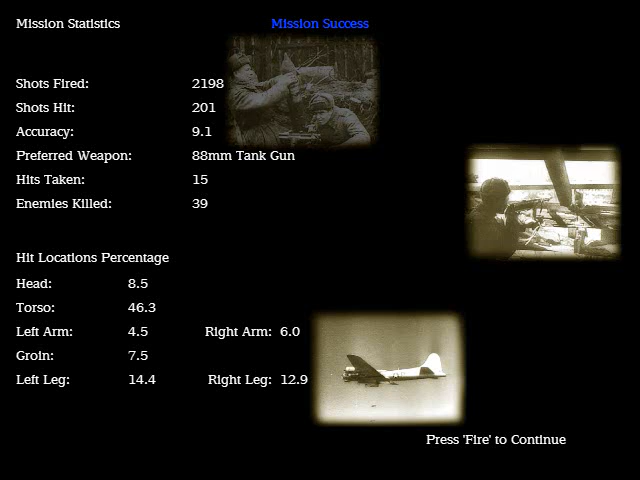 Mission Statistics Mission Success
Shots Fired: 2198
Shots Hit: 201
Accuracy: 9.1
Preferred Weapon: 88mm Tank Gun
Hits Taken: 15
Enemies Killed: 39
Hit Locations Percentage
Head: 8.5
Torso: 46.3
Left Arm: 4.5 Right Arm: 6.0
Groin: 7.5
Left Leg: 14.4 Right Leg: 12.9
Press 'Fire' to Continue